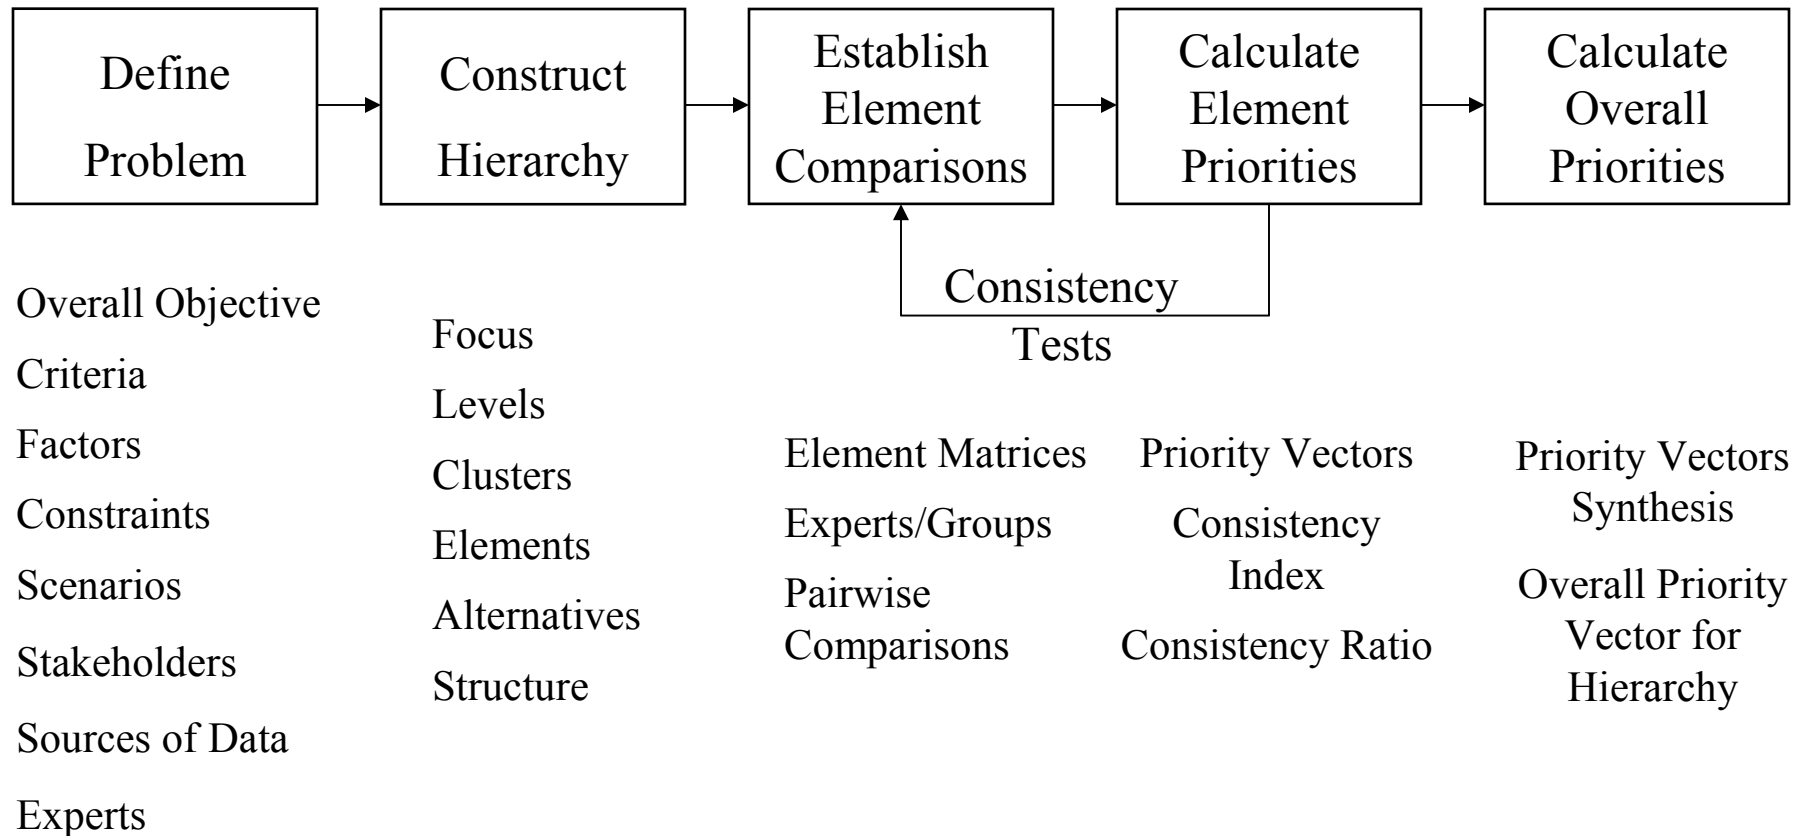 Define
Problem
Construct
Hierarchy
Establish
Element
Comparisons
Calculate
Element
Priorities
Calculate
Overall
Priorities
Consistency
Tests
Overall Objective
Criteria
Factors
Constraints
Scenarios
Stakeholders
Sources of Data
Experts
Focus
Levels
Clusters
Elements
Alternatives
Structure
Element Matrices
Experts/Groups
Pairwise
Comparisons
Priority Vectors
Consistency
Index
Consistency Ratio
Priority Vectors
Synthesis
Overall Priority
Vector for
Hierarchy